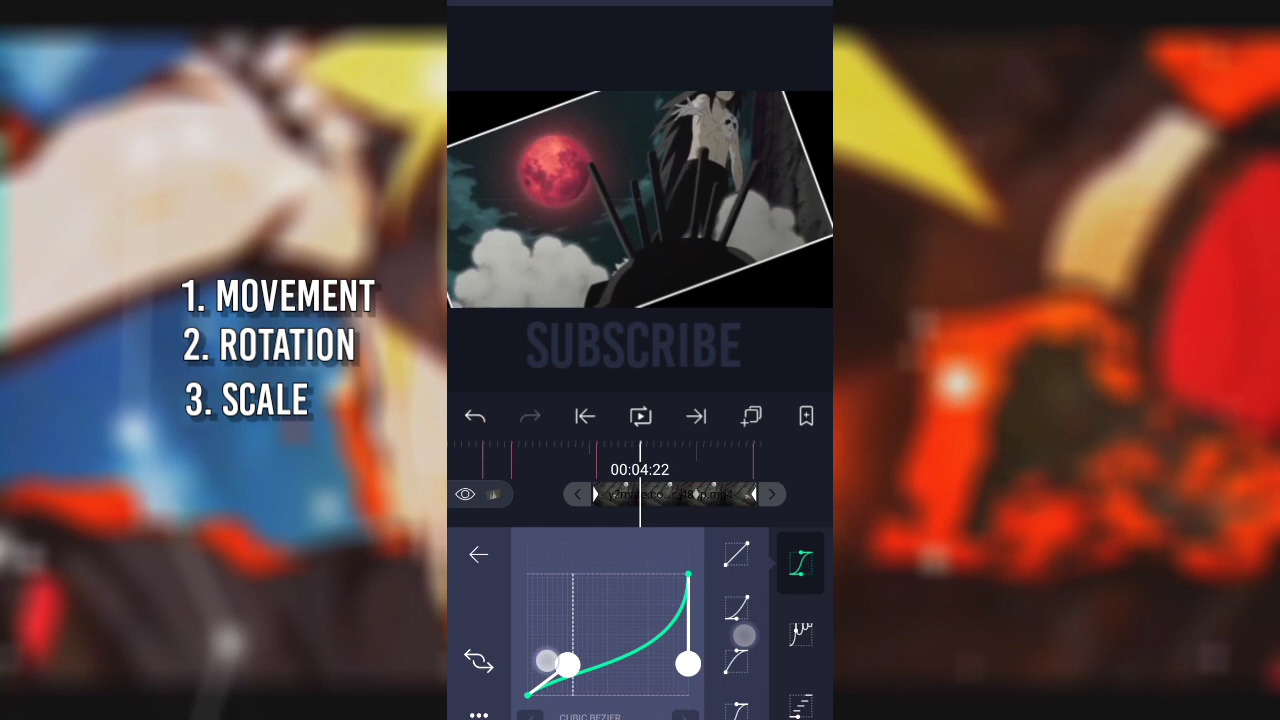 1. MOVEMENT
2. ROTATION
3. SCALE
SUBSCRIBE
00:04:22
CUBIC BEZIER